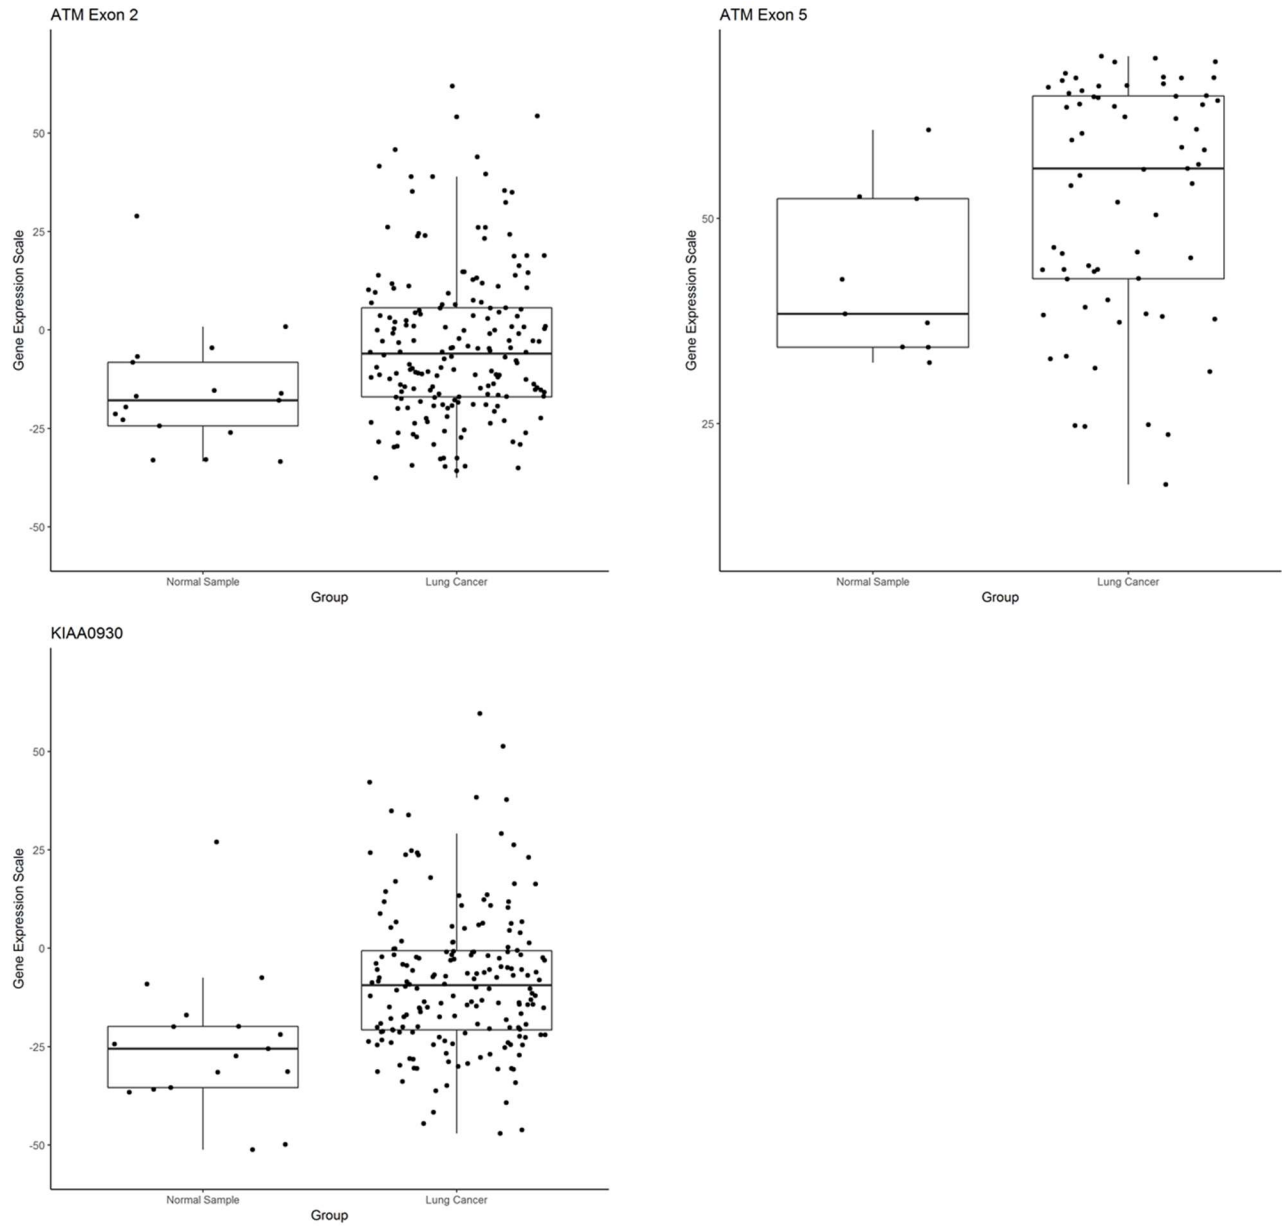 ATM Exon 2
Gene Expression Scale
50
25
0
-25
-50
Normal Sample
Lung Cancer
Group
ATM Exon 5
Gene Expression Scale
50
25
Normal Sample
Lung Cancer
Group
KIAA0930
Gene Expression Scale
50
25
0
-25
-50
Normal Sample
Lung Cancer
Group